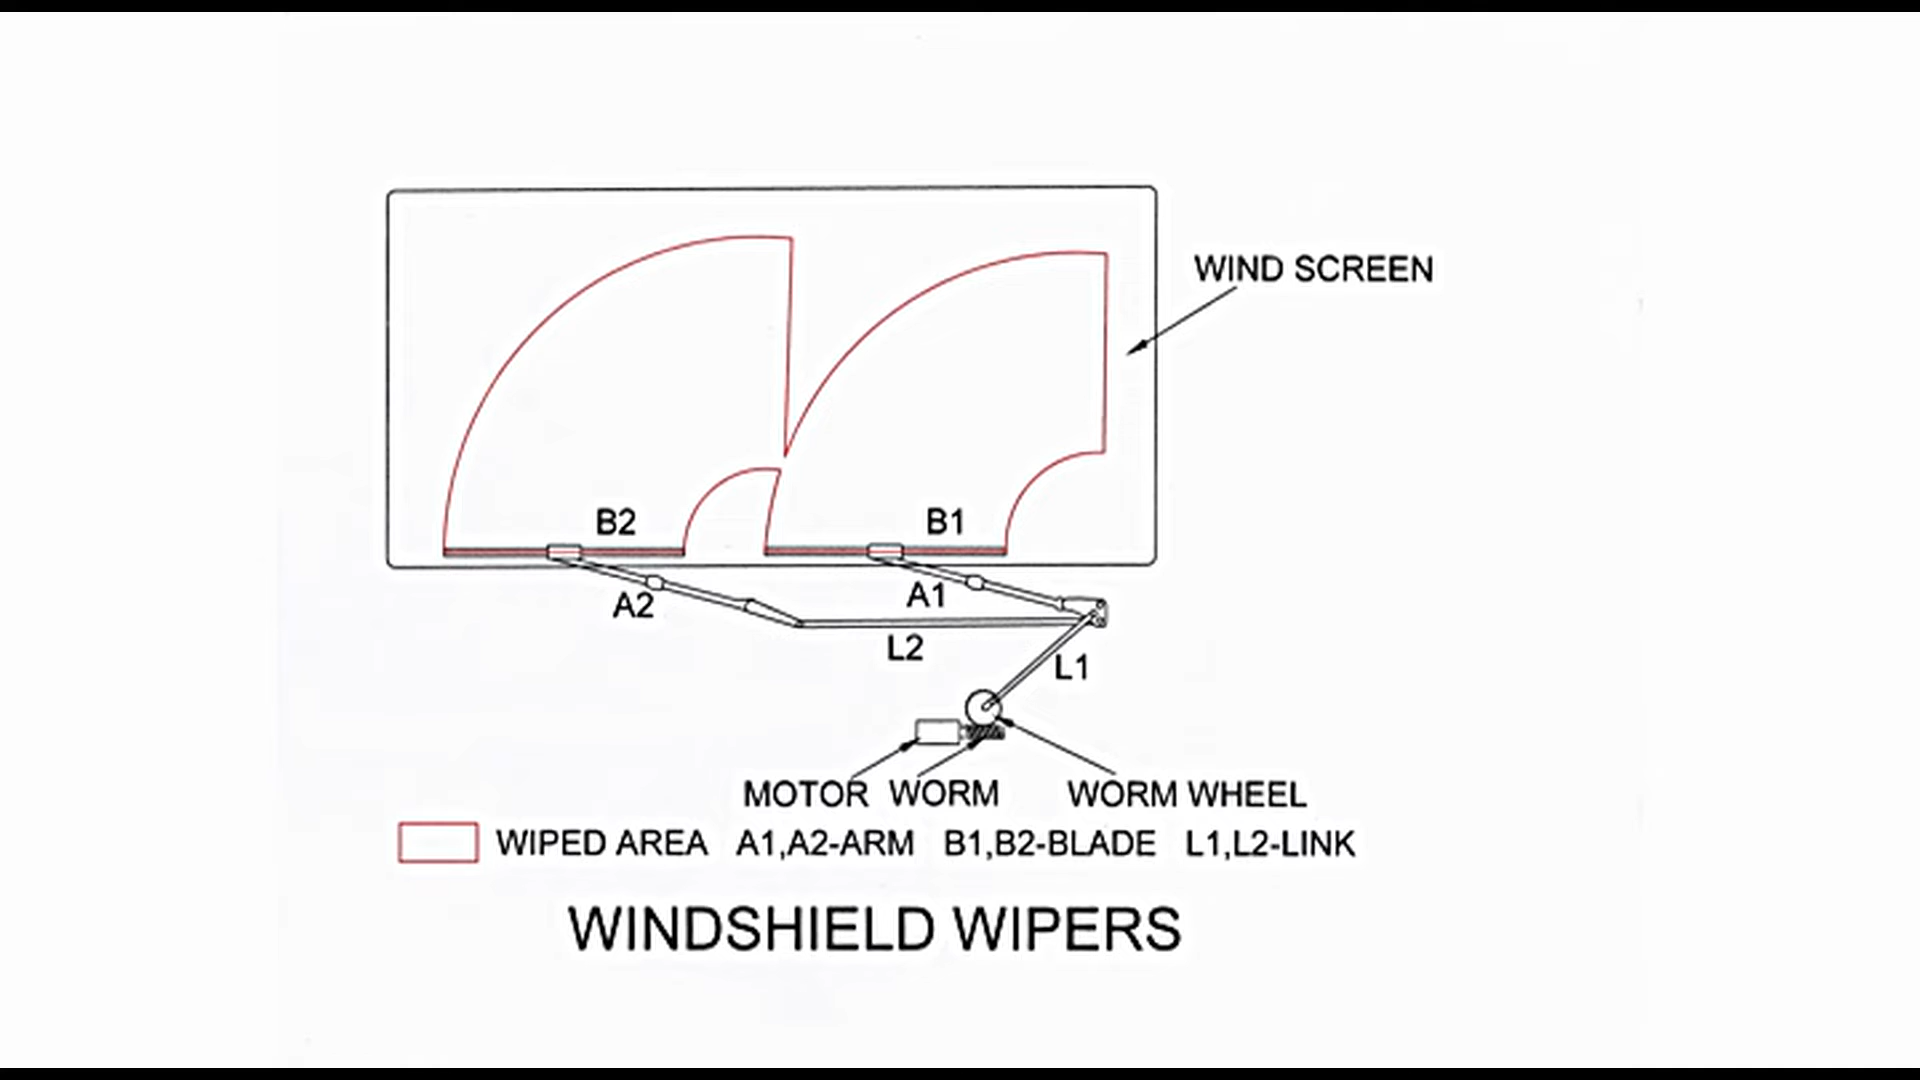 WIND SCREEN
B2
B1
A2
A1
L2
L1
MOTOR WORM WORM WHEEL
WIPED AREA A1,A2-ARM B1,B2-BLADE L1,L2-LINK
WINDSHIELD WIPERS